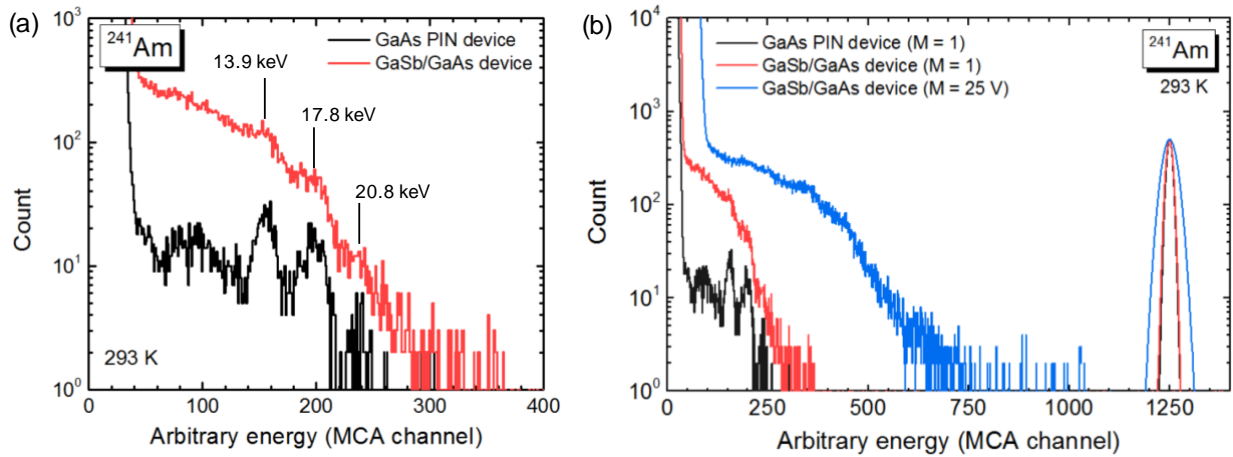 (a)
10³
10²
10¹
10⁰
Count
²⁴¹Am
GaAs PIN device
GaSb/GaAs device
13.9 keV
17.8 keV
20.8 keV
293 K
0 100 200 300 400
Arbitrary energy (MCA channel)
(b)
10⁴
10³
10²
10¹
10⁰
Count
GaAs PIN device (M = 1)
GaSb/GaAs device (M = 1)
GaSb/GaAs device (M = 25 V)
²⁴¹Am
293 K
0 250 500 750 1000 1250
Arbitrary energy (MCA channel)